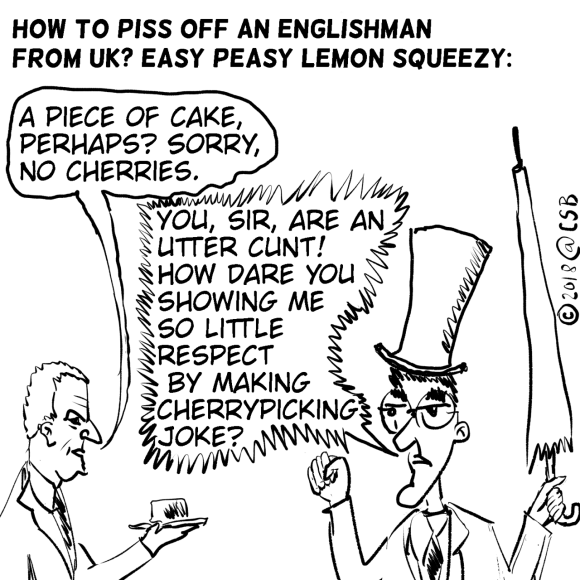 HOW TO PISS OFF AN ENGLISHMAN
FROM UK? EASY PEASY LEMON SQUEEZY:
A PIECE OF CAKE,
PERHAPS? SORRY,
NO CHERRIES.
YOU, SIR, ARE AN
UTTER CUNT!
HOW DARE YOU
SHOWING ME
SO LITTLE
RESPECT
BY MAKING
CHERRYPICKING
JOKE?
©2018@CSB